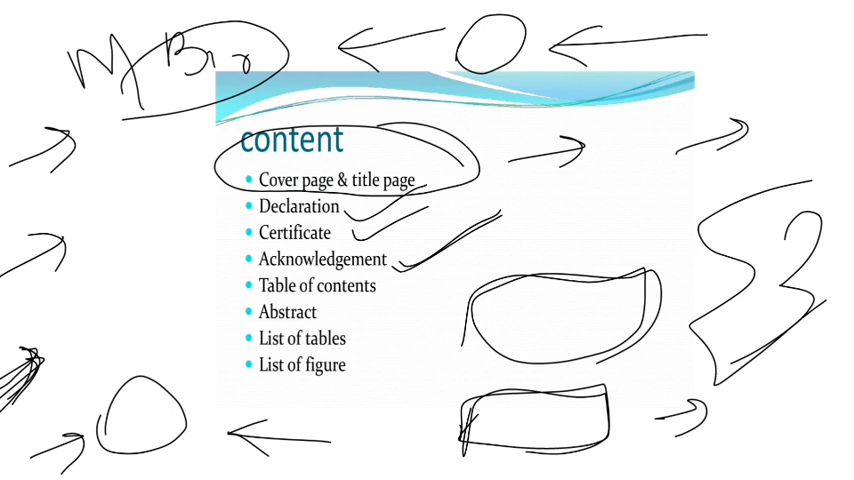 content
Cover page & title page
Declaration
Certificate
Acknowledgement
Table of contents
Abstract
List of tables
List of figure